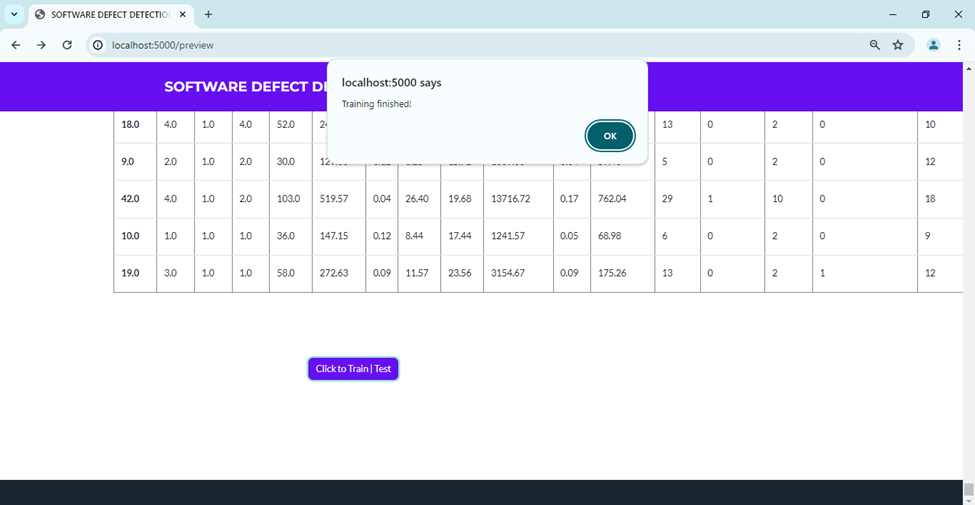 SOFTWARE DEFECT DETECTIO
localhost:5000/preview
SOFTWARE DEFECT DE
localhost:5000 says
Training finished!
OK
18.0 4.0 1.0 4.0 52.0 24 13 0 2 0 10
9.0 2.0 1.0 2.0 30.0 5 0 2 0 12
42.0 4.0 1.0 2.0 103.0 519.57 0.04 26.40 19.68 13716.72 0.17 762.04 29 1 10 0 18
10.0 1.0 1.0 1.0 36.0 147.15 0.12 8.44 17.44 1241.57 0.05 68.98 6 0 2 0 9
19.0 3.0 1.0 1.0 58.0 272.63 0.09 11.57 23.56 3154.67 0.09 175.26 13 0 2 1 12
Click to Train | Test